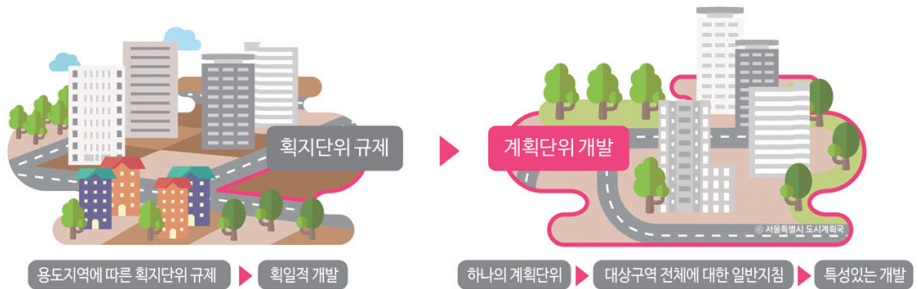 획지단위 규제
계획단위 개발
© 서울특별시 도시계획국
용도지역에 따른 획지단위 규제
획일적 개발
하나의 계획단위
대상구역 전체에 대한 일반지침
특성있는 개발